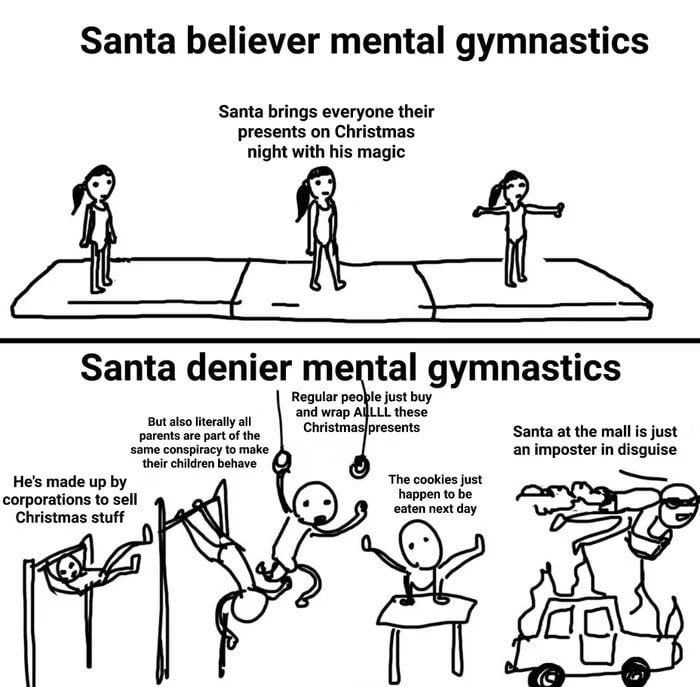 Santa believer mental gymnastics
Santa brings everyone their
presents on Christmas
night with his magic
Santa denier mental gymnastics
He's made up by
corporations to sell
Christmas stuff
But also literally all
parents are part of the
same conspiracy to make
their children behave
Regular people just buy
and wrap ALLLL these
Christmas presents
The cookies just
happen to be
eaten next day
Santa at the mall is just
an imposter in disguise